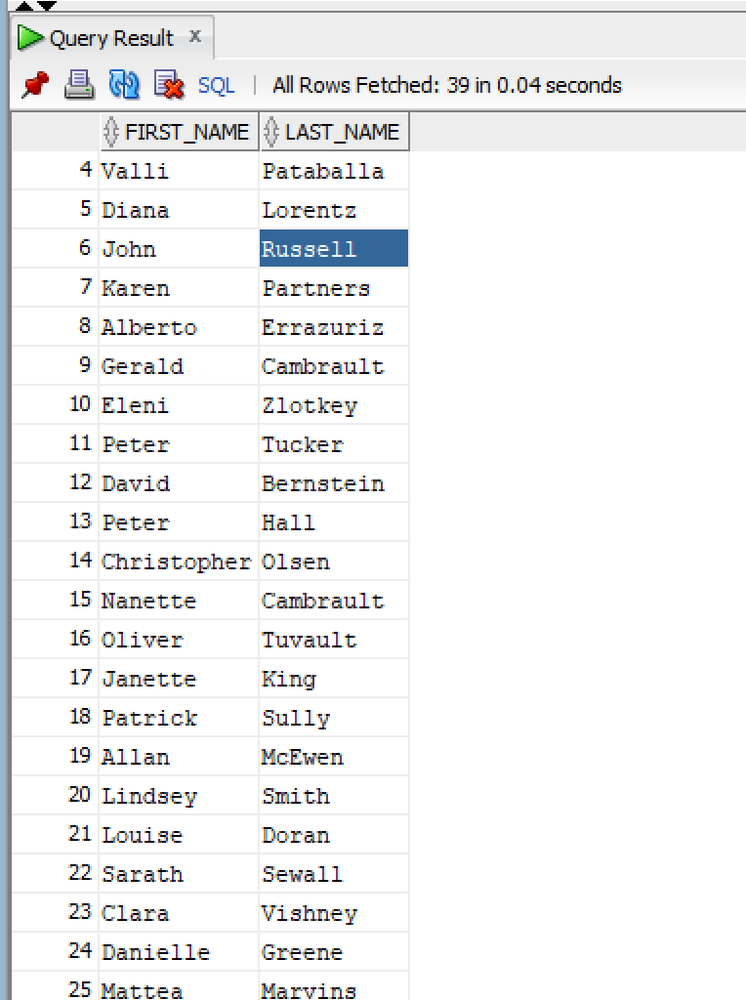 Query Result x
SQL | All Rows Fetched: 39 in 0.04 seconds
FIRST_NAME LAST_NAME
4 Valli Pataballa
5 Diana Lorentz
6 John Russell
7 Karen Partners
8 Alberto Errazuriz
9 Gerald Cambrault
10 Eleni Zlotkey
11 Peter Tucker
12 David Bernstein
13 Peter Hall
14 Christopher Olsen
15 Nanette Cambrault
16 Oliver Tuvault
17 Janette King
18 Patrick Sully
19 Allan McEwen
20 Lindsey Smith
21 Louise Doran
22 Sarath Sewall
23 Clara Vishney
24 Danielle Greene
25 Mattea Marvins